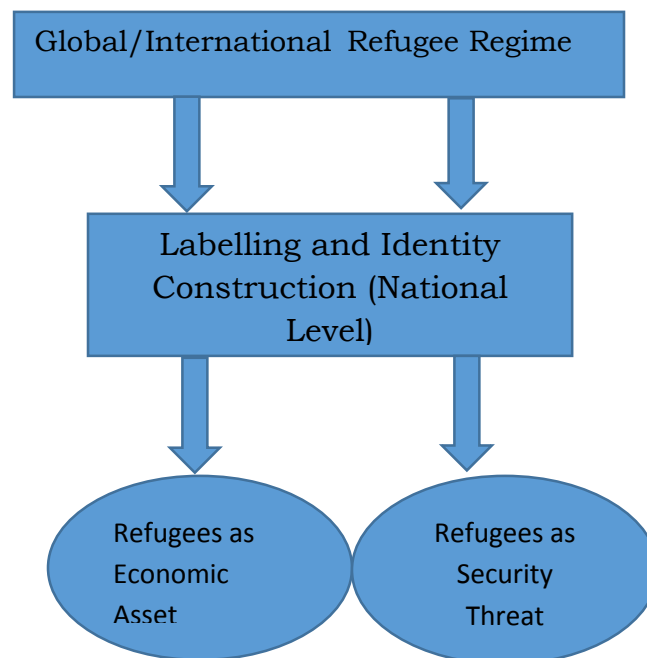 Global/International Refugee Regime
Labelling and Identity
Construction (National
Level)
Refugees as
Economic
Asset
Refugees as
Security
Threat